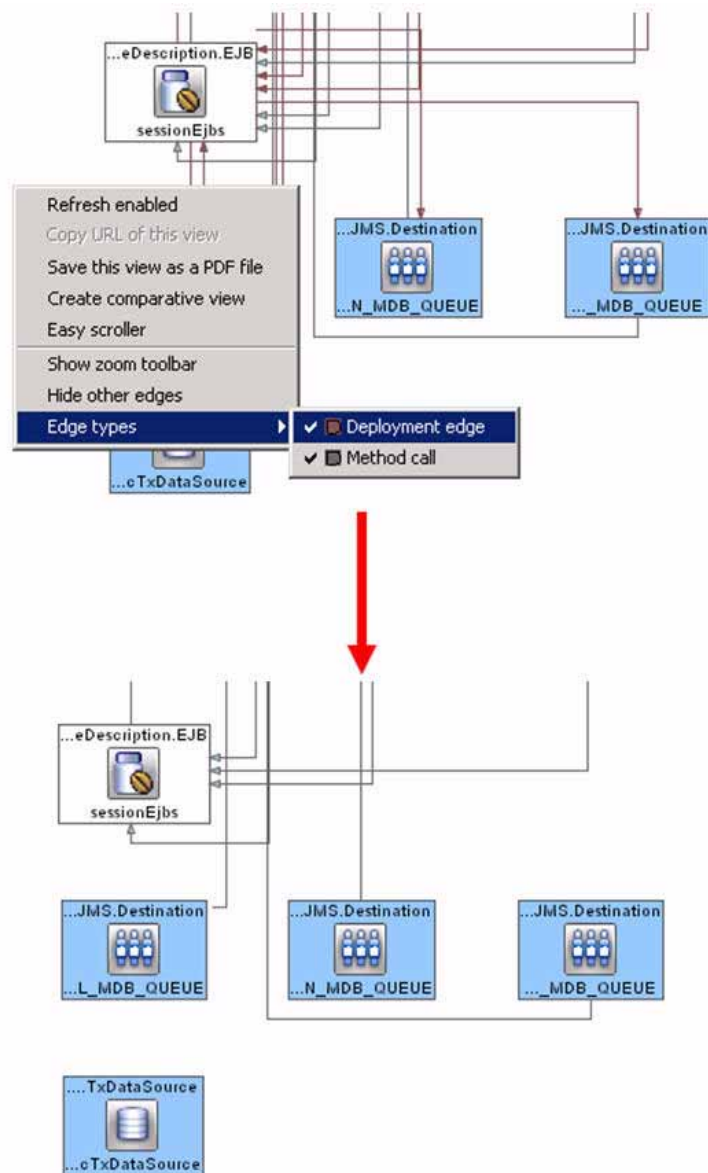 ...eDescription.EJB
sessionEjbs
Refresh enabled
Copy URL of this view
Save this view as a PDF file
Create comparative view
Easy scroller
Show zoom toolbar
Hide other edges
Edge types
Deployment edge
Method call
...JMS.Destination
...N_MDB_QUEUE
...JMS.Destination
..._MDB_QUEUE
...cTxDataSource
...eDescription.EJB
sessionEjbs
...JMS.Destination
...L_MDB_QUEUE
...JMS.Destination
...N_MDB_QUEUE
...JMS.Destination
..._MDB_QUEUE
....TxDataSource
...cTxDataSource